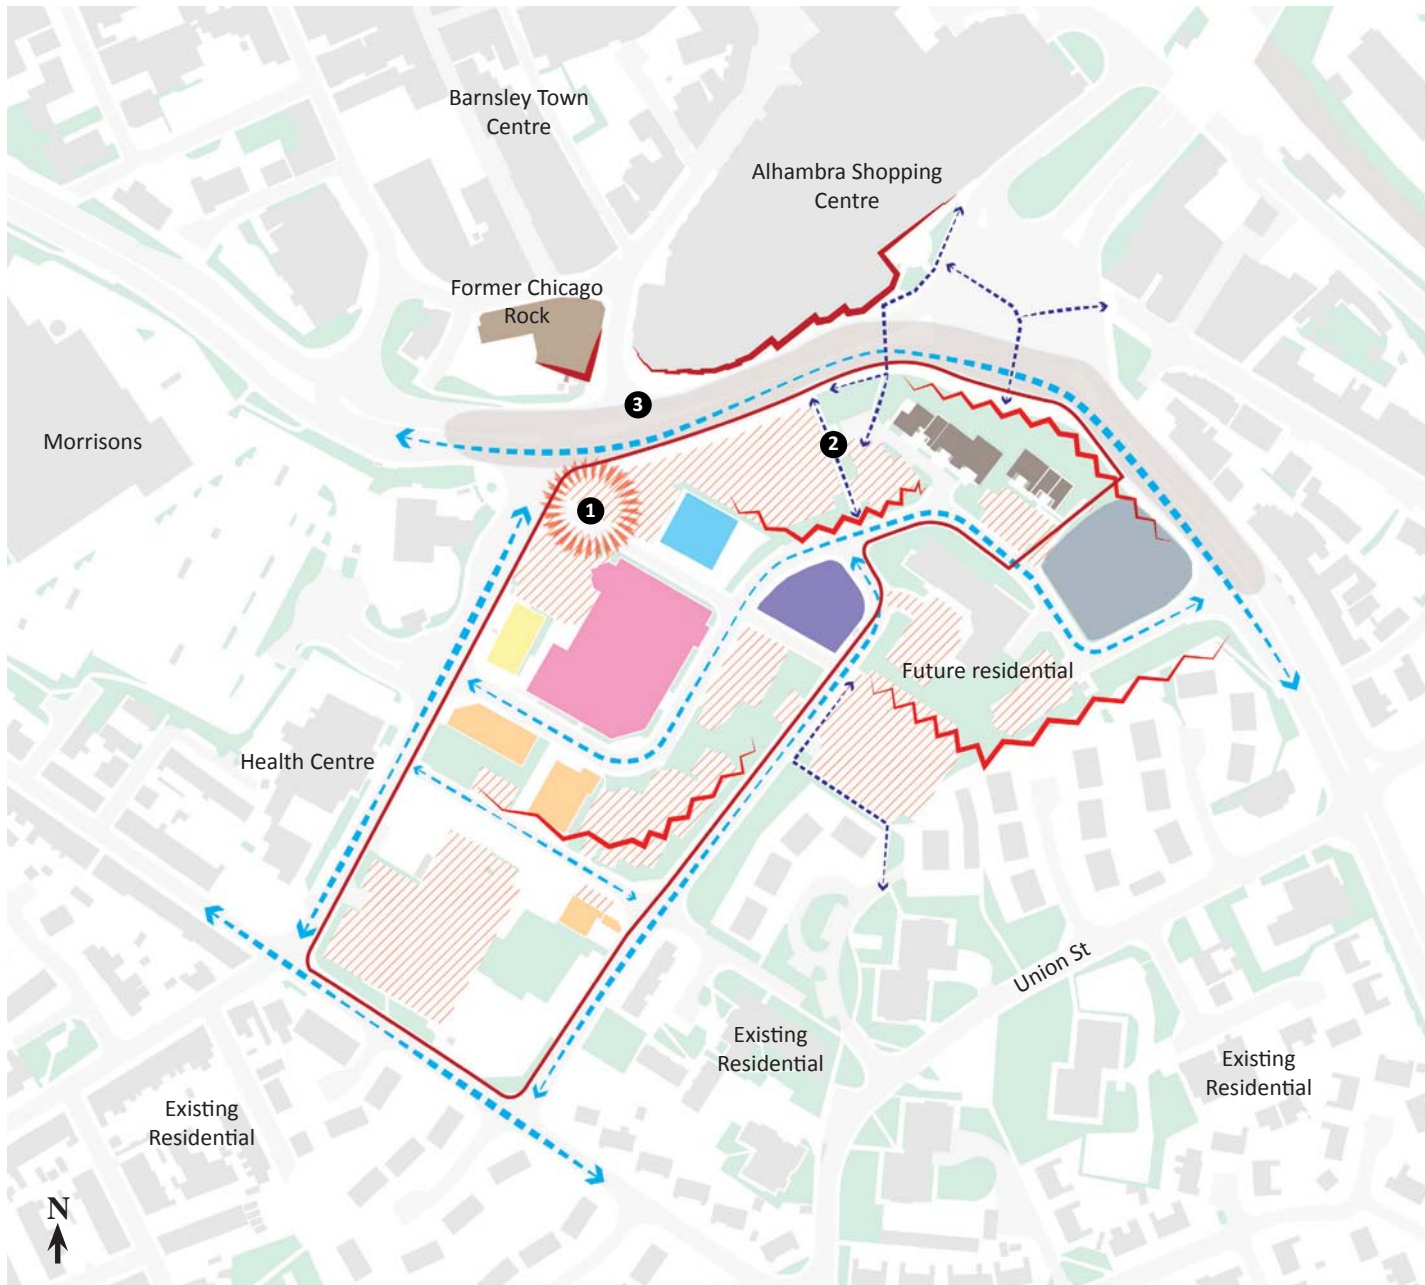 Barnsley Town
Centre
Alhambra Shopping
Centre
Former Chicago
Rock
3
Morrisons
2
1
Future residential
Health Centre
Union St
Existing
Residential
Existing
Residential
Existing
Residential
N